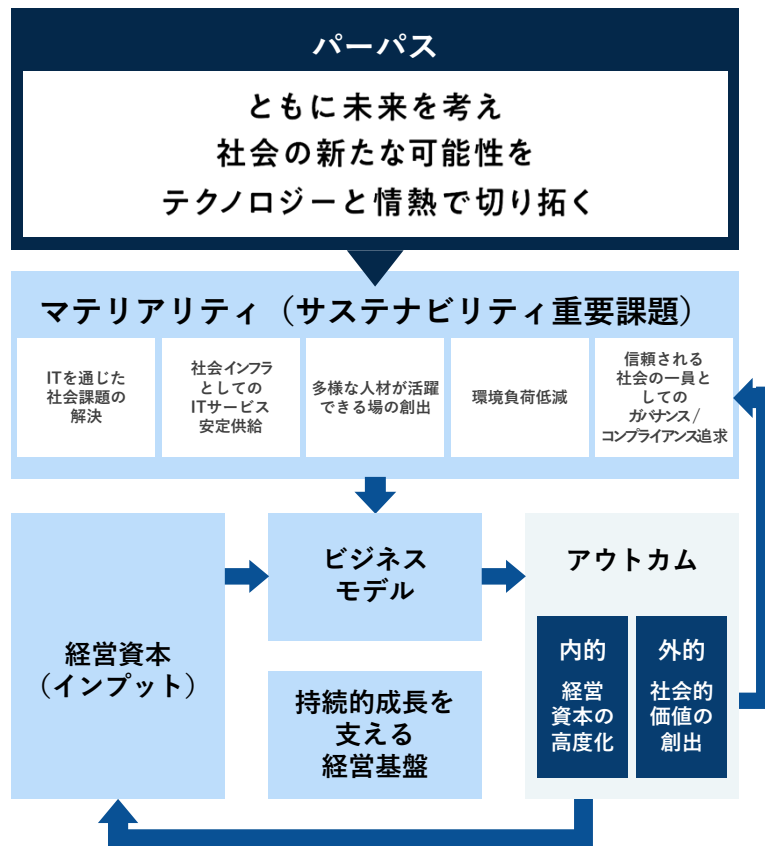 パーパス
ともに未来を考え
社会の新たな可能性を
テクノロジーと情熱で切り拓く
マテリアリティ（サステナビリティ重要課題）
ITを通じた
社会課題の
解決
社会インフラ
としての
ITサービス
安定供給
多様な人材が活躍
できる場の創出
環境負荷低減
信頼される
社会の一員と
しての
ガバナンス/
コンプライアンス追求
経営資本
（インプット）
ビジネス
モデル
持続的成長を
支える
経営基盤
アウトカム
内的
経営
資本の
高度化
外的
社会的
価値の
創出